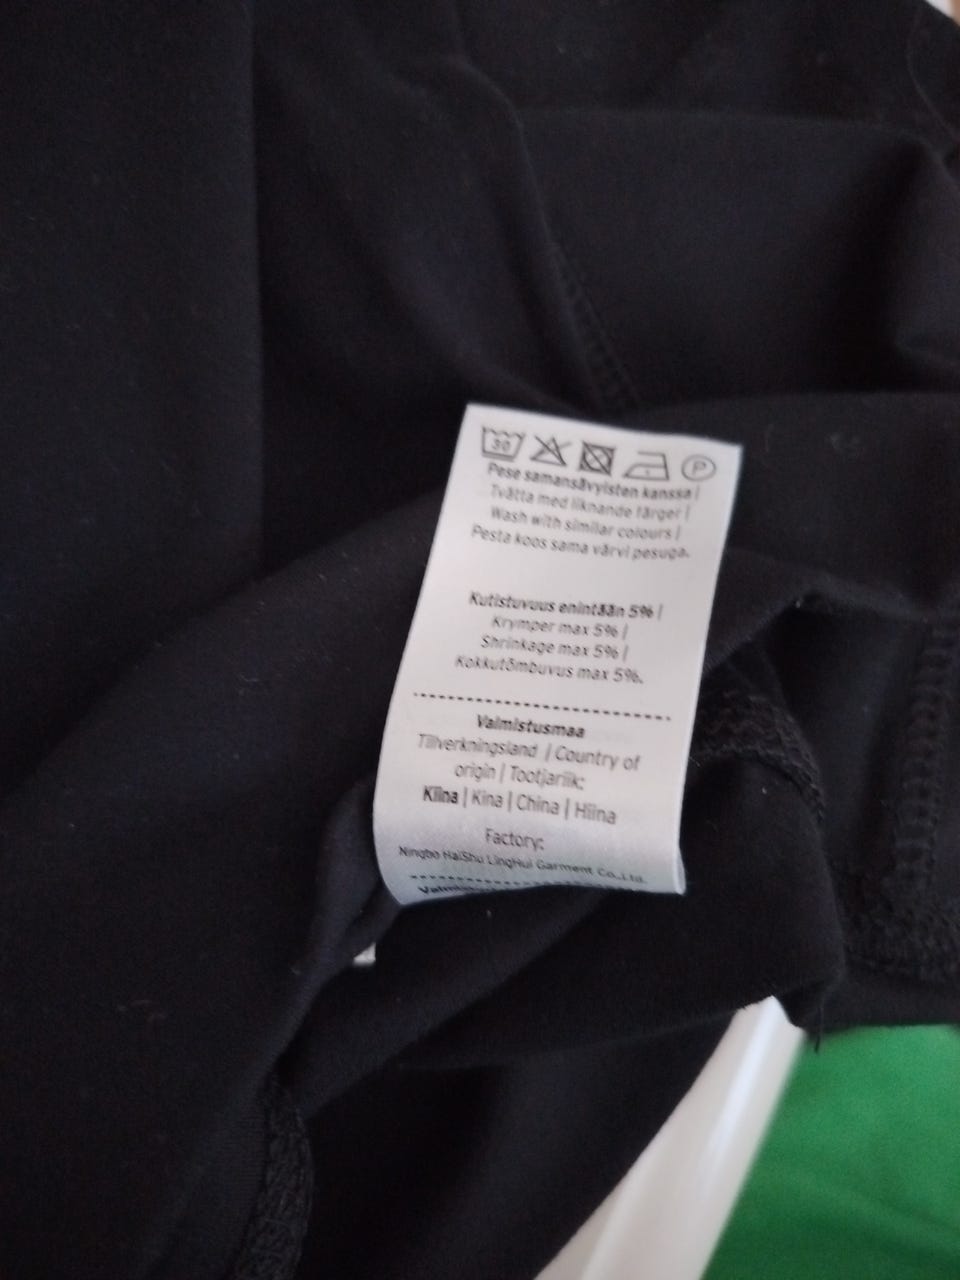 30 P
Pese samansävyisten kanssa |
Tvätta med liknande färger |
Wash with similar colours |
Pesta koos sama värvi pesuga.
Kutistuvuus enintään 5% |
Krymper max 5% |
Shrinkage max 5% |
Kokkutõmbuvus max 5%.
Valmistusmaa
Tillverkningsland | Country of
origin | Tootjariik:
Kiina | Kina | China | Hiina
Factory:
Ningbo HaiShu LingHui Garment Co.,Ltd.